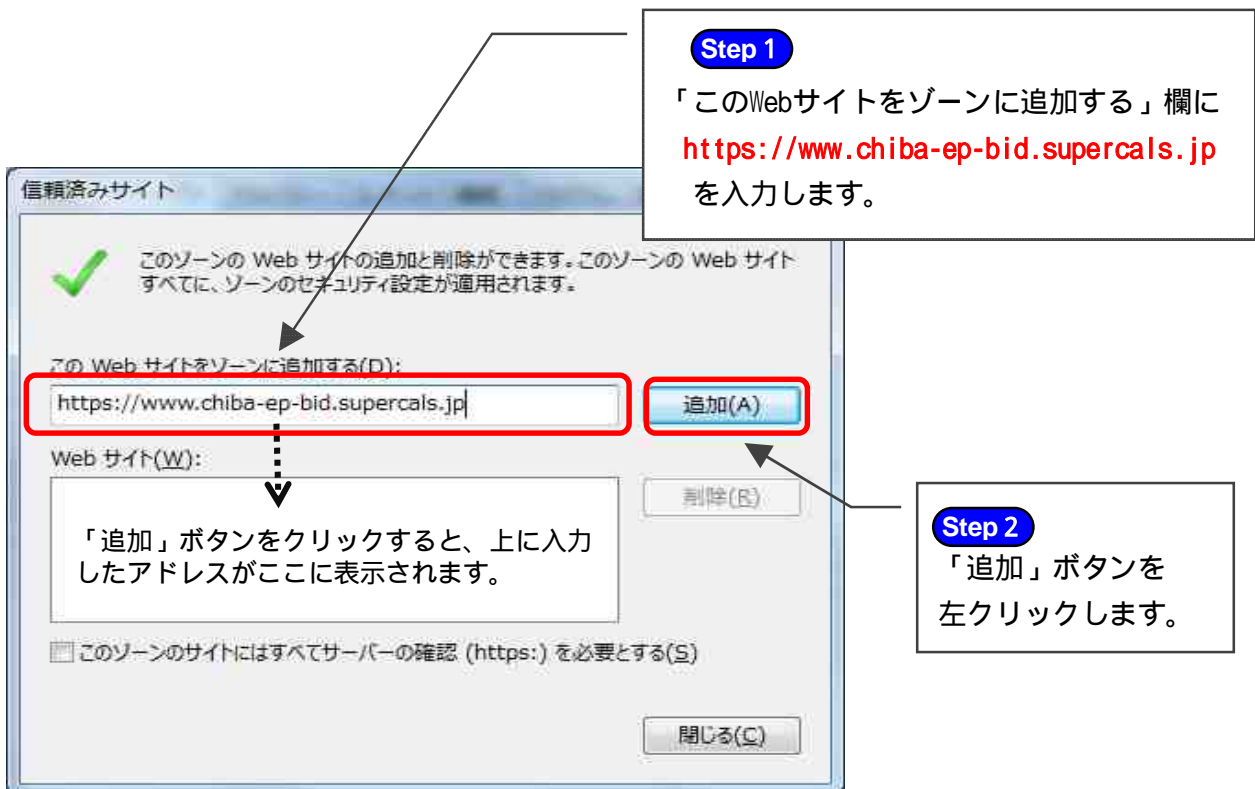 Step 1
「このWebサイトをゾーンに追加する」欄に
https://www.chiba-ep-bid.supercals.jp
を入力します。
信頼済みサイト
このゾーンの Web サイトの追加と削除ができます。このゾーンの Web サイト
すべてに、ゾーンのセキュリティ設定が適用されます。
この Web サイトをゾーンに追加する(D):
https://www.chiba-ep-bid.supercals.jp
追加(A)
Web サイト(W):
削除(R)
「追加」ボタンをクリックすると、上に入力
したアドレスがここに表示されます。
Step 2
「追加」ボタンを
左クリックします。
このゾーンのサイトにはすべてサーバーの確認 (https:) を必要とする(S)
閉じる(C)